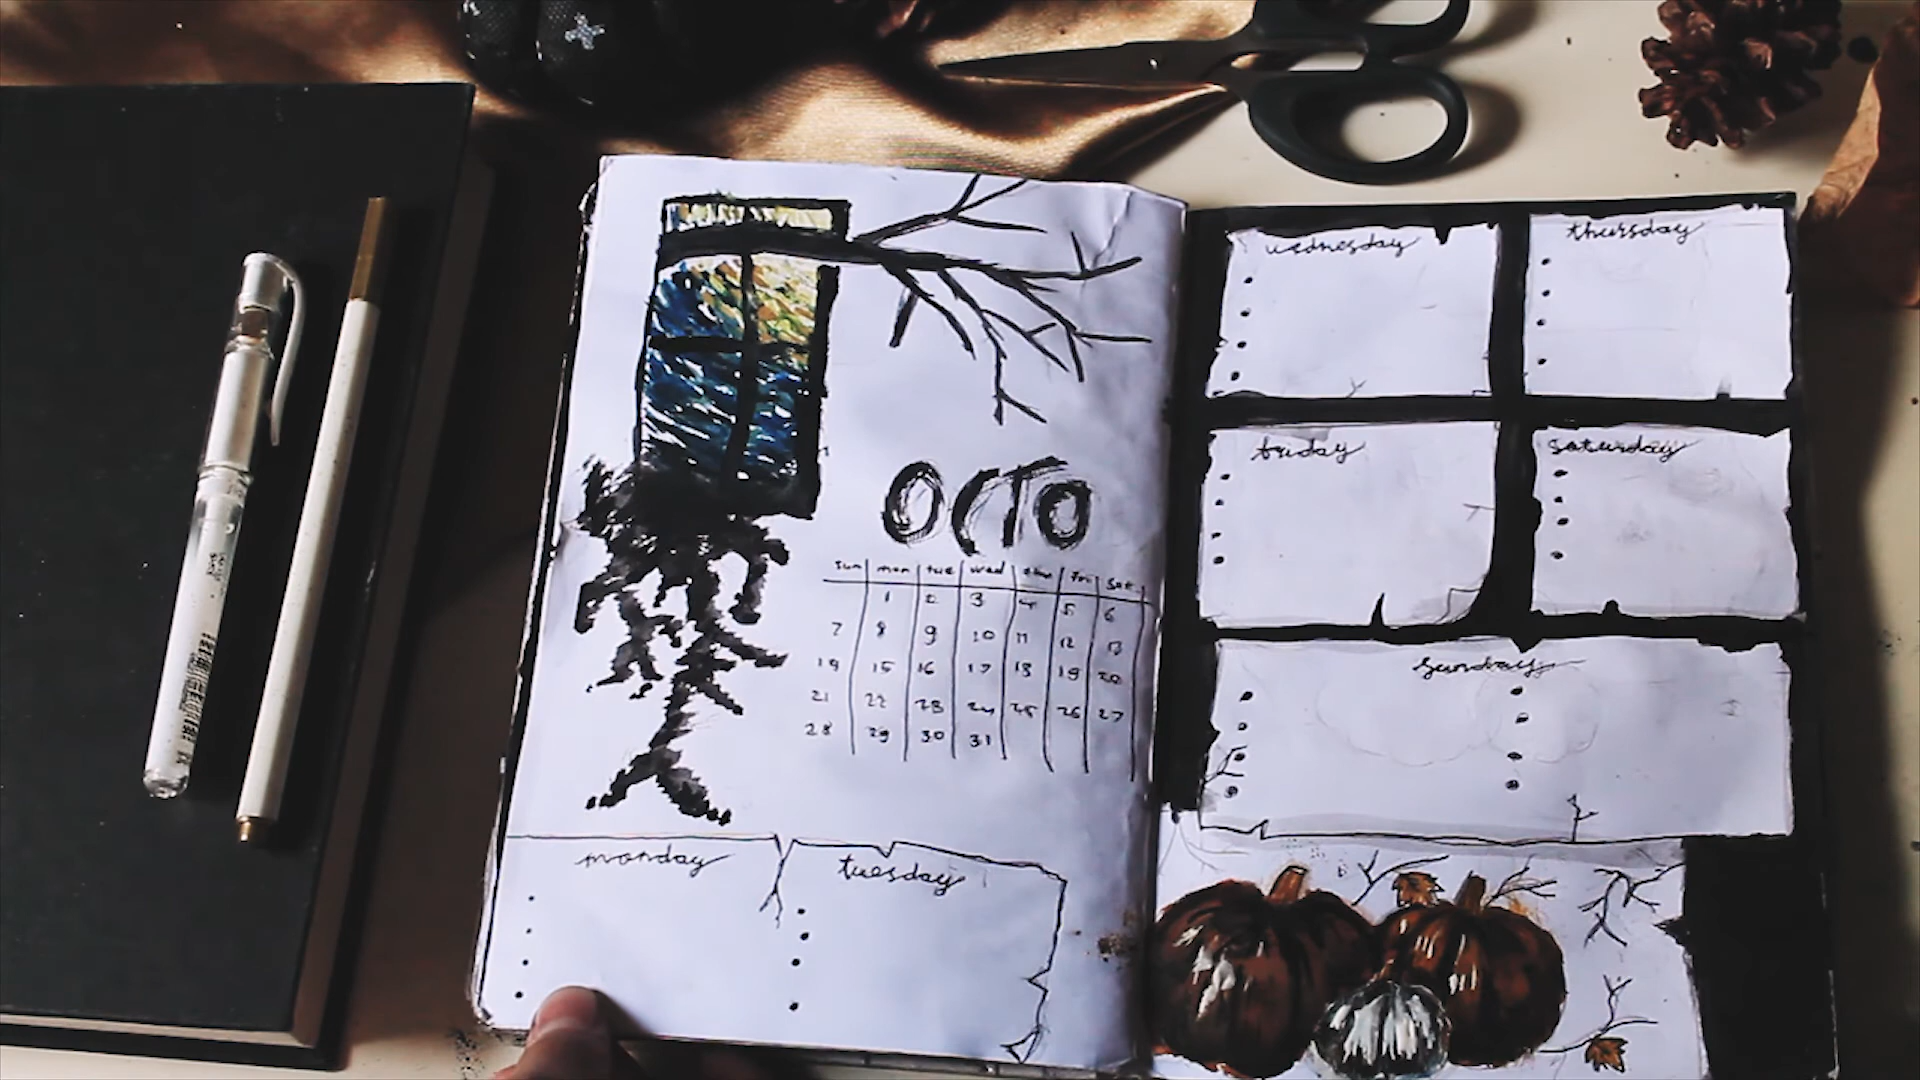 OCTO
Sun mon tue wed thu Fri Sat
1 2 3 4 5 6
7 8 9 10 11 12 13
19 15 16 17 18 19 20
21 22 23 24 25 26 27
28 29 30 31
monday
tuesday
wednesday
thursday
friday
saturday
sunday